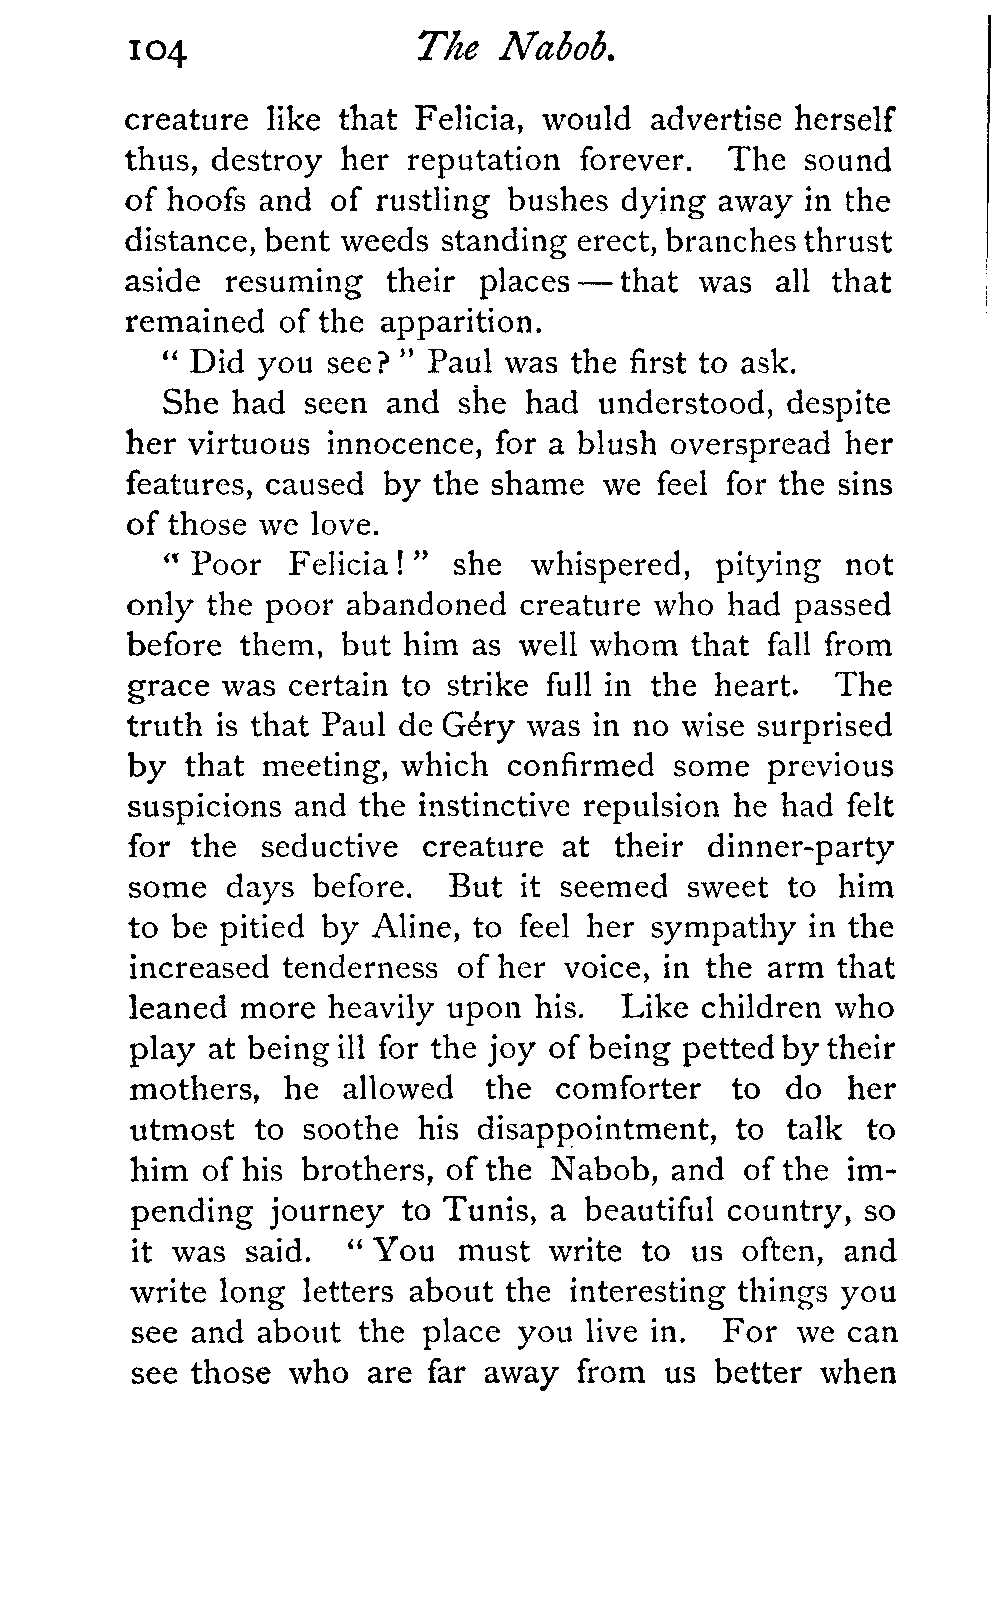 104 The Nabob.
creature like that Felicia, would advertise herself
thus, destroy her reputation forever. The sound
of hoofs and of rustling bushes dying away in the
distance, bent weeds standing erect, branches thrust
aside resuming their places — that was all that
remained of the apparition.
" Did you see? " Paul was the first to ask.
She had seen and she had understood, despite
her virtuous innocence, for a blush overspread her
features, caused by the shame we feel for the sins
of those we love.
" Poor Felicia! " she whispered, pitying not
only the poor abandoned creature who had passed
before them, but him as well whom that fall from
grace was certain to strike full in the heart. The
truth is that Paul de Géry was in no wise surprised
by that meeting, which confirmed some previous
suspicions and the instinctive repulsion he had felt
for the seductive creature at their dinner-party
some days before. But it seemed sweet to him
to be pitied by Aline, to feel her sympathy in the
increased tenderness of her voice, in the arm that
leaned more heavily upon his. Like children who
play at being ill for the joy of being petted by their
mothers, he allowed the comforter to do her
utmost to soothe his disappointment, to talk to
him of his brothers, of the Nabob, and of the im-
pending journey to Tunis, a beautiful country, so
it was said. " You must write to us often, and
write long letters about the interesting things you
see and about the place you live in. For we can
see those who are far away from us better when